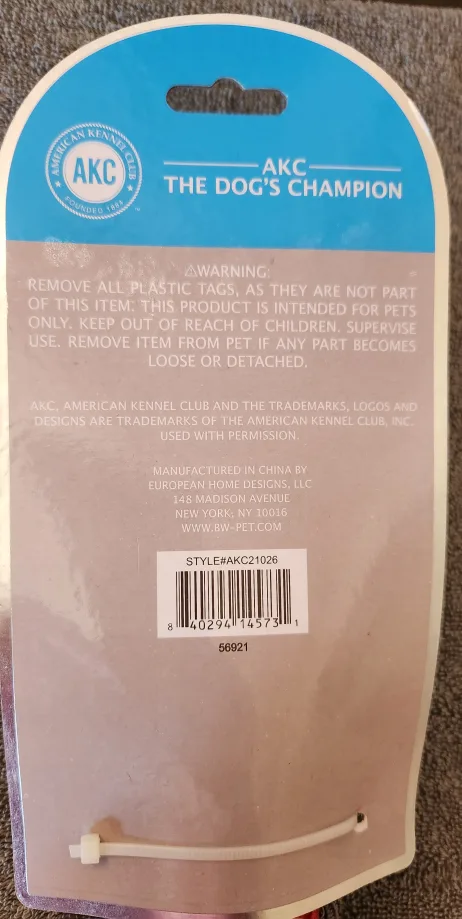 AMERICAN KENNEL CLUB
AKC
FOUNDED 1884
AKC
THE DOG'S CHAMPION
⚠WARNING:
REMOVE ALL PLASTIC TAGS, AS THEY ARE NOT PART
OF THIS ITEM. THIS PRODUCT IS INTENDED FOR PETS
ONLY. KEEP OUT OF REACH OF CHILDREN. SUPERVISE
USE. REMOVE ITEM FROM PET IF ANY PART BECOMES
LOOSE OR DETACHED.
AKC, AMERICAN KENNEL CLUB AND THE TRADEMARKS, LOGOS AND
DESIGNS ARE TRADEMARKS OF THE AMERICAN KENNEL CLUB, INC.
USED WITH PERMISSION.
MANUFACTURED IN CHINA BY
EUROPEAN HOME DESIGNS, LLC
148 MADISON AVENUE
NEW YORK, NY 10016
WWW.BW-PET.COM
STYLE#AKC21026
8 40294 14573 1
56921